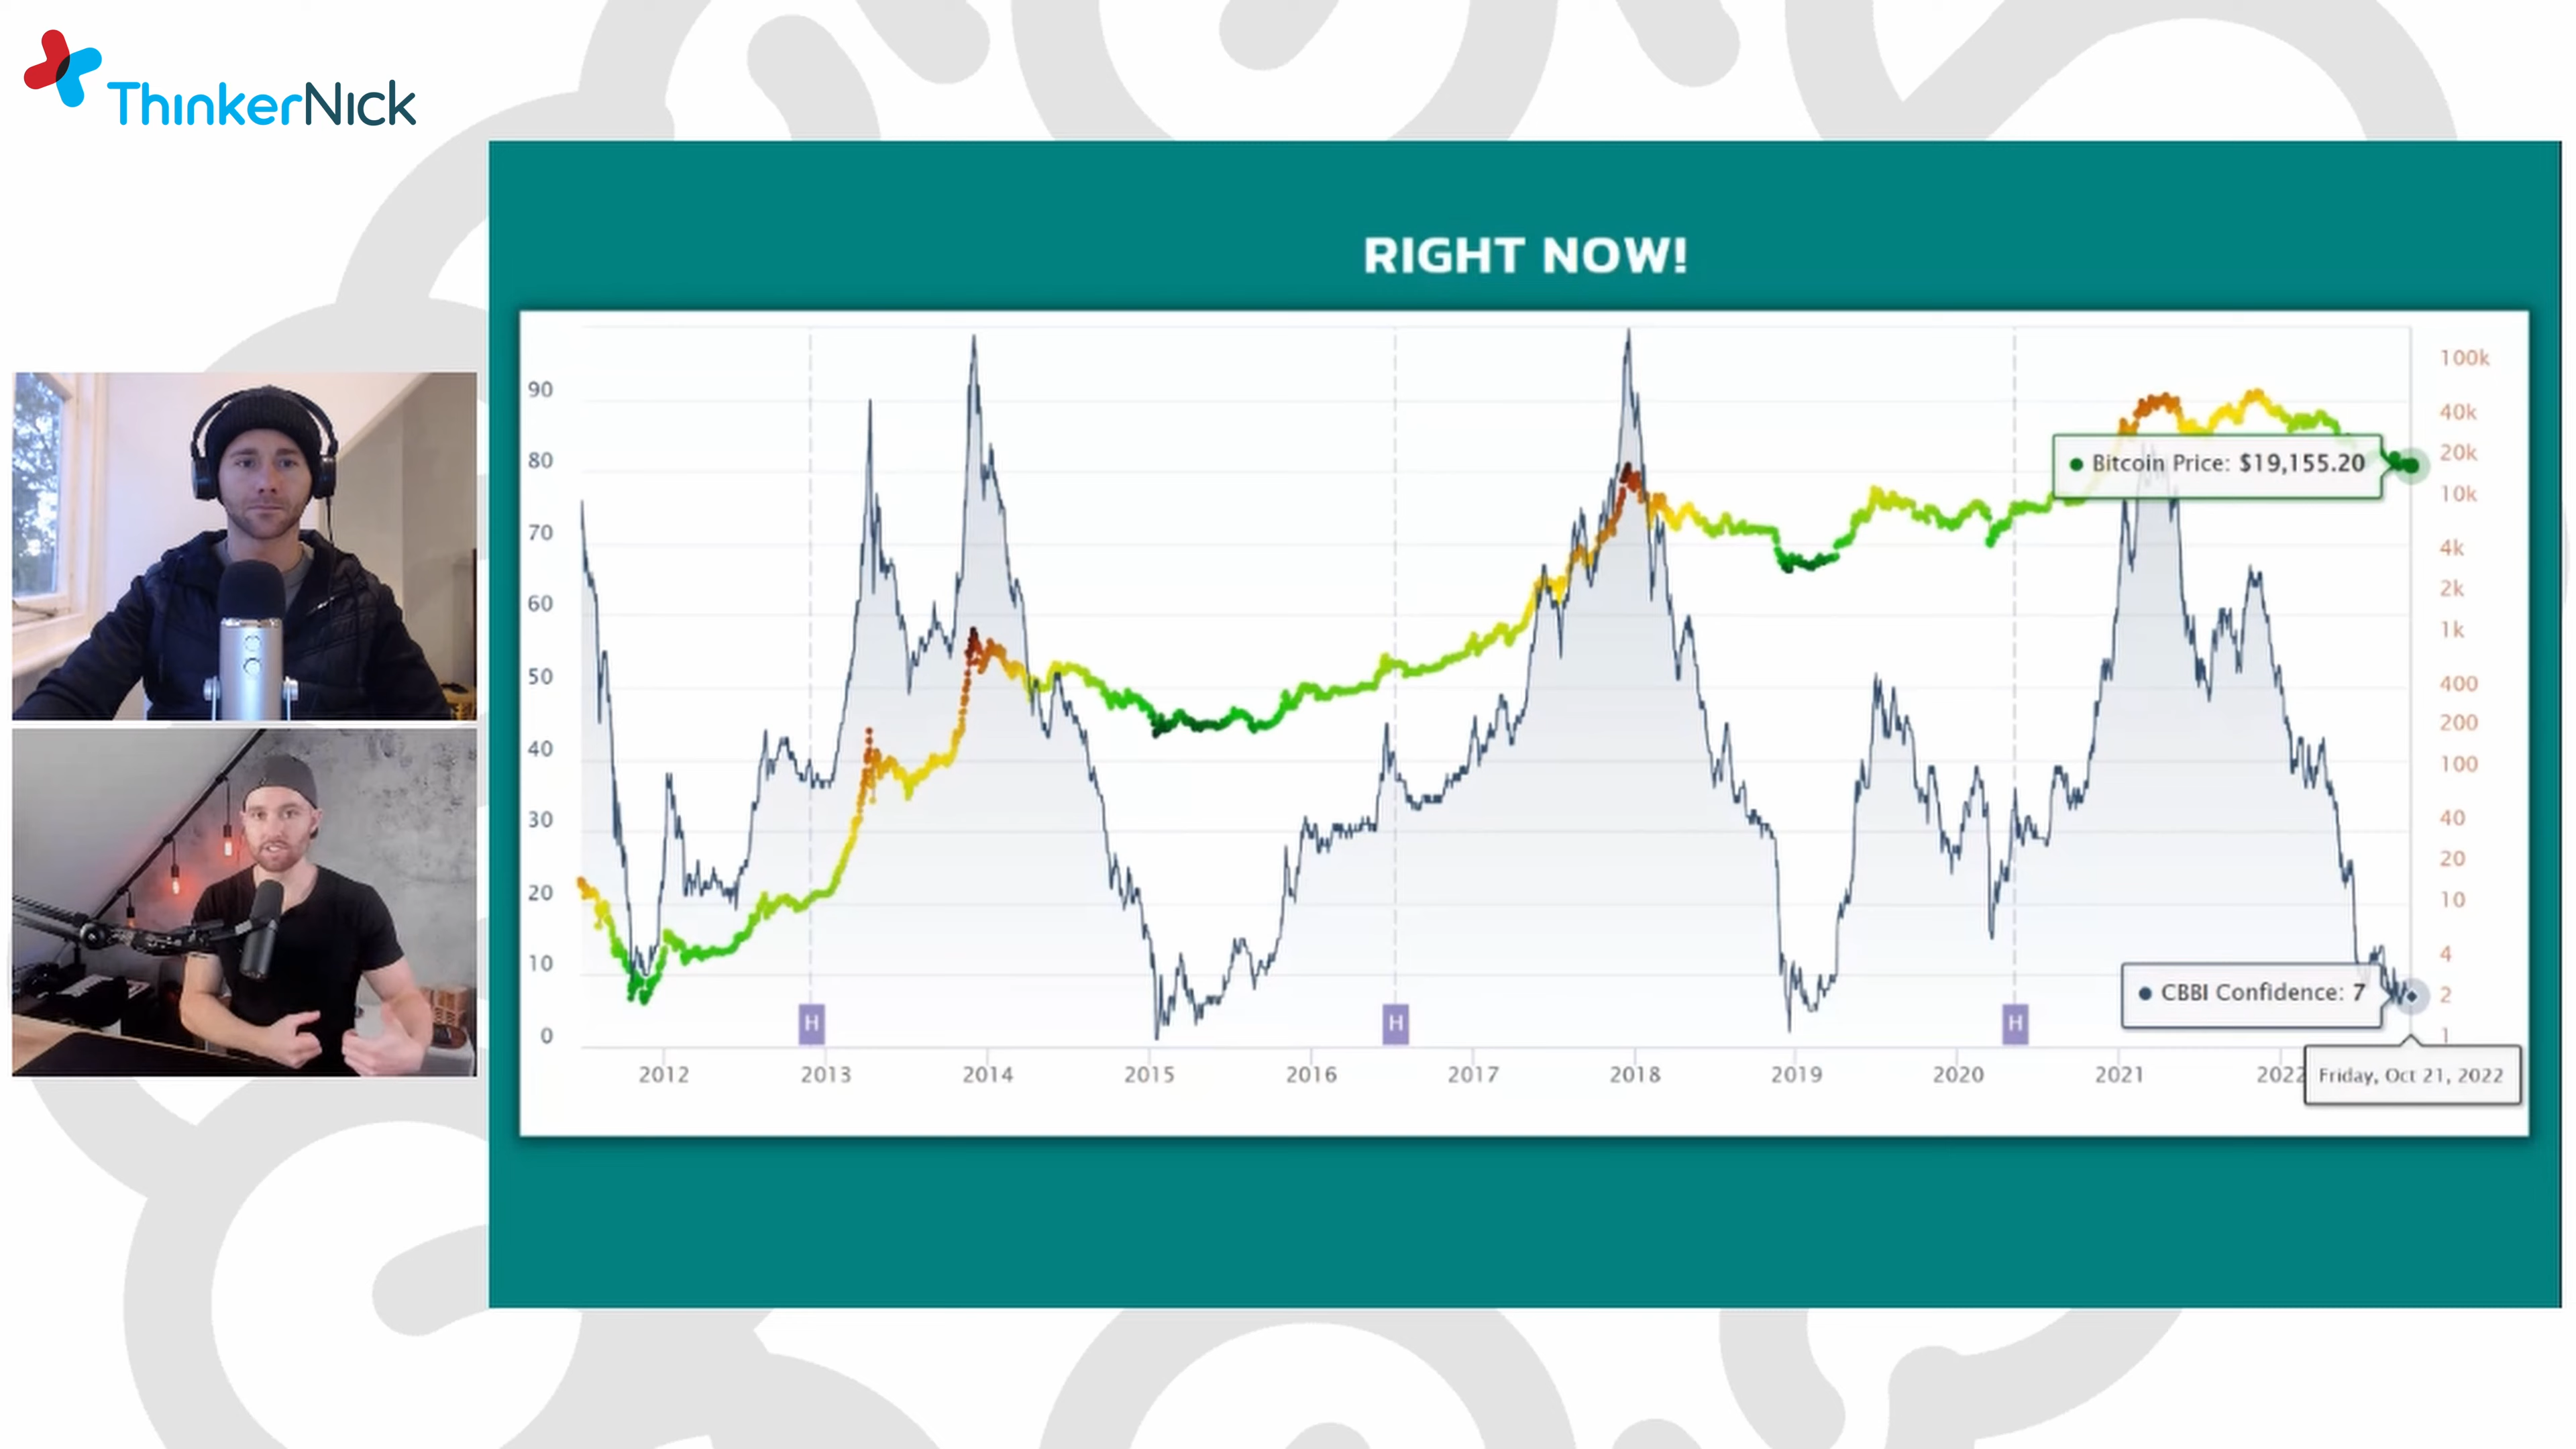 ThinkerNick
RIGHT NOW!
90
80
70
60
50
40
30
20
10
0
100k
40k
20k
10k
4k
2k
1k
400
200
100
40
20
10
4
2
1
Bitcoin Price: $19,155.20
CBBI Confidence: 7
H
H
H
2012
2013
2014
2015
2016
2017
2018
2019
2020
2021
2022
Friday, Oct 21, 2022